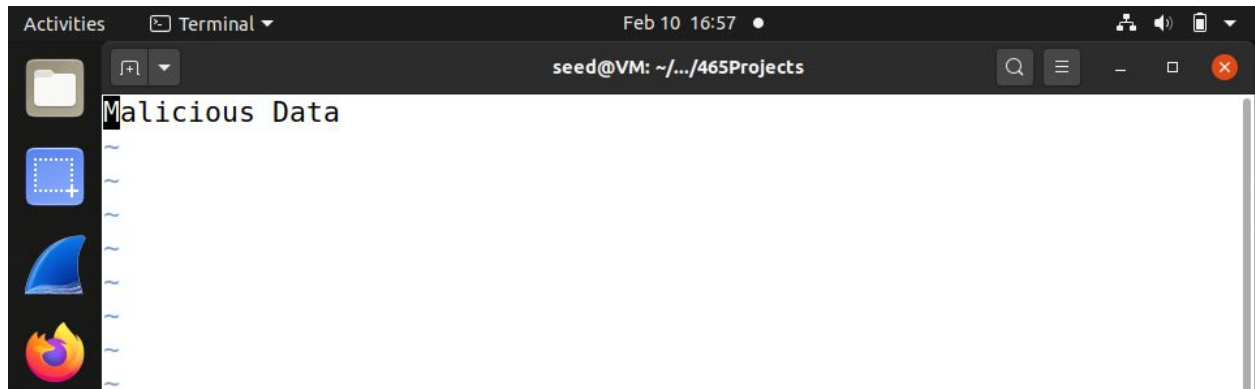 Activities Terminal Feb 10 16:57
seed@VM: ~/.../465Projects
Malicious Data
~
~
~
~
~
~
~
~